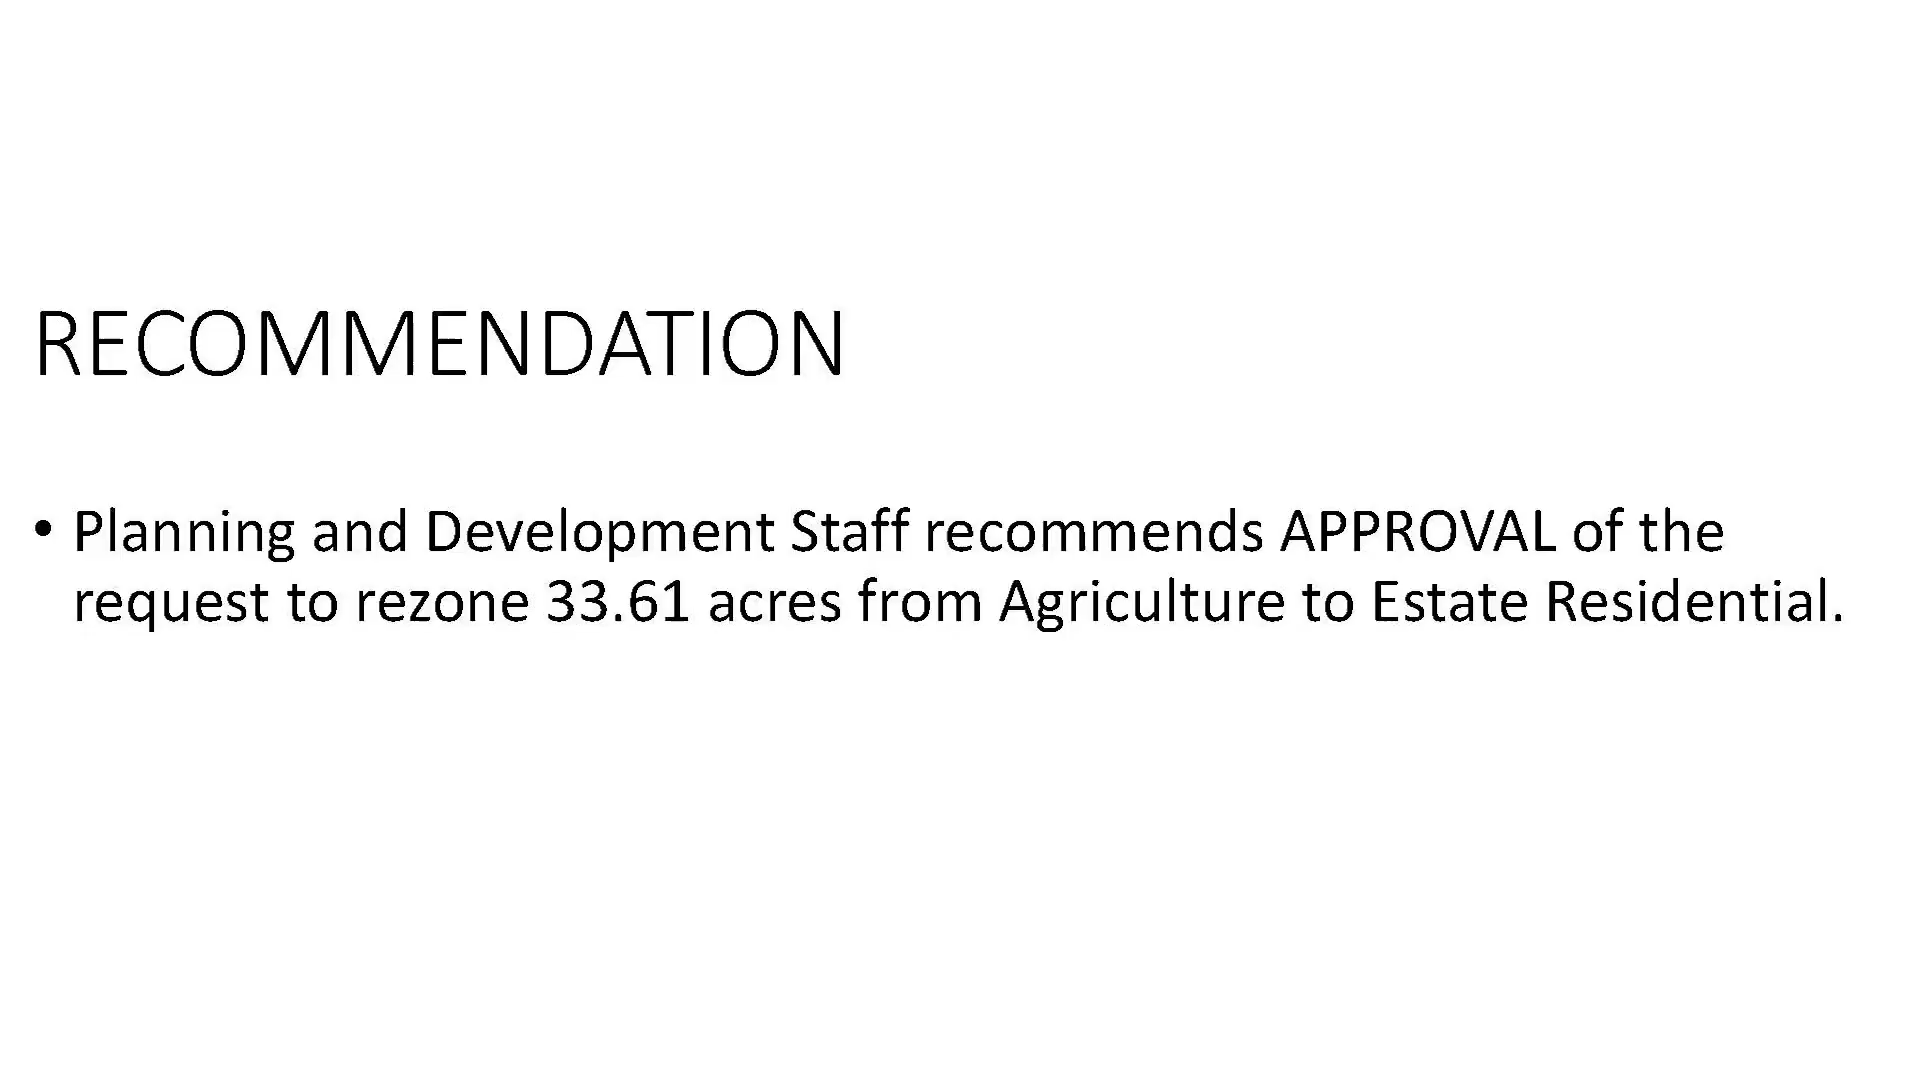 RECOMMENDATION
• Planning and Development Staff recommends APPROVAL of the
request to rezone 33.61 acres from Agriculture to Estate Residential.